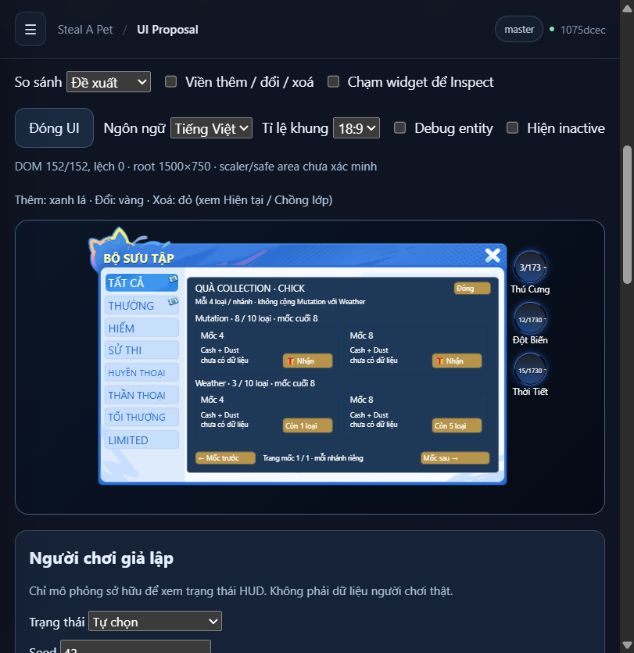 ☰ Steal A Pet / UI Proposal master 1075dcec
So sánh Đề xuất Viền thêm / đổi / xoá Chạm widget để Inspect
Đóng UI Ngôn ngữ Tiếng Việt Tỉ lệ khung 18:9 Debug entity Hiện inactive
DOM 152/152, lệch 0 · root 1500×750 · scaler/safe area chưa xác minh
Thêm: xanh lá · Đổi: vàng · Xoá: đỏ (xem Hiện tại / Chồng lớp)
BỘ SƯU TẬP
TẤT CẢ
THƯỜNG
HIẾM
SỬ THI
HUYỀN THOẠI
THẦN THOẠI
TỐI THƯỢNG
LIMITED
QUÀ COLLECTION · CHICK Đóng
Mỗi 4 loại / nhánh · không cộng Mutation với Weather
Mutation · 8 / 10 loại · mốc cuối 8
Mốc 4 Mốc 8
Cash + Dust Cash + Dust
chưa có dữ liệu Nhận chưa có dữ liệu Nhận
Weather · 3 / 10 loại · mốc cuối 8
Mốc 4 Mốc 8
Cash + Dust Cash + Dust
chưa có dữ liệu Còn 1 loại chưa có dữ liệu Còn 5 loại
← Mốc trước Trang mốc 1 / 1 · mỗi nhánh riêng Mốc sau →
3/173
Thú Cưng
12/1730
Đột Biến
15/1730
Thời Tiết
Người chơi giả lập
Chỉ mô phỏng sở hữu để xem trạng thái HUD. Không phải dữ liệu người chơi thật.
Trạng thái Tự chọn
Seed 42